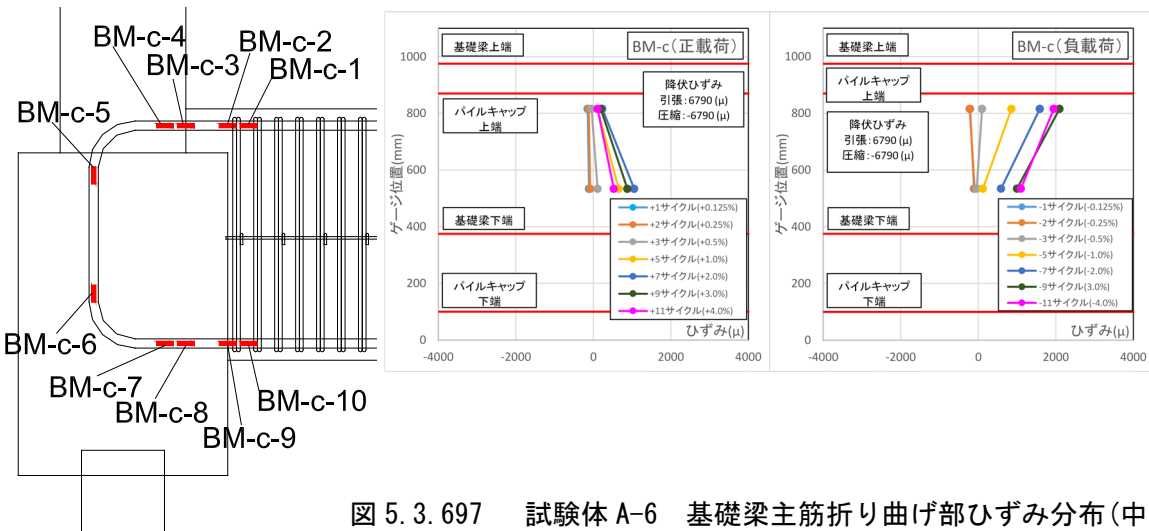 BM-c-4
BM-c-3
BM-c-2
BM-c-1
BM-c-5
BM-c-6
BM-c-7
BM-c-8
BM-c-9
BM-c-10
BM-c(正載荷)
基礎梁上端
パイルキャップ
上端
降伏ひずみ
引張:6790(μ)
圧縮:-6790(μ)
基礎梁下端
パイルキャップ
下端
+1サイクル(+0.125%)
+2サイクル(+0.25%)
+3サイクル(+0.5%)
+5サイクル(+1.0%)
+7サイクル(+2.0%)
+9サイクル(+3.0%)
+11サイクル(+4.0%)
ゲージ位置(mm)
1000
800
600
400
200
0
-4000 -2000 0 2000 4000
ひずみ(μ)
BM-c(負載荷)
基礎梁上端
パイルキャップ
上端
降伏ひずみ
引張:6790(μ)
圧縮:-6790(μ)
基礎梁下端
パイルキャップ
下端
-1サイクル(-0.125%)
-2サイクル(-0.25%)
-3サイクル(-0.5%)
-5サイクル(-1.0%)
-7サイクル(-2.0%)
-9サイクル(3.0%)
-11サイクル(-4.0%)
ゲージ位置(mm)
1000
800
600
400
200
0
-4000 -2000 0 2000 4000
ひずみ(μ)
図 5.3.697 試験体 A-6 基礎梁主筋折り曲げ部ひずみ分布(中